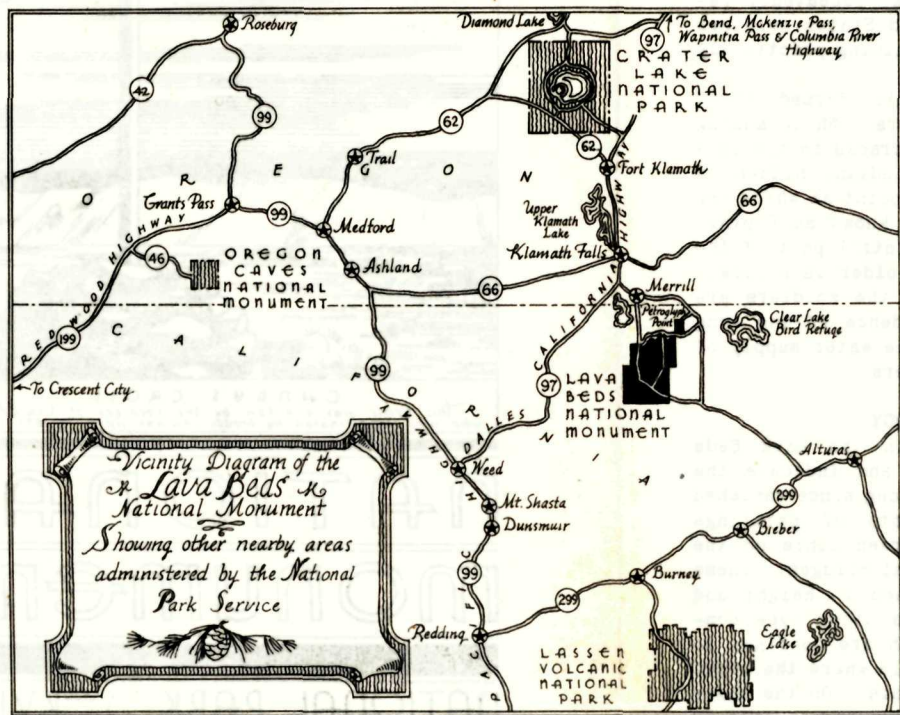 Roseburg
Diamond Lake
To Bend, McKenzie Pass,
Wapinitia Pass & Columbia River
Highway
97
CRATER
LAKE
NATIONAL
PARK
42
99
62
62
Trail
Fort Klamath
OREGON
Grants Pass
99
Medford
Upper
Klamath
Lake
66
Klamath Falls
REDWOOD HIGHWAY
46
OREGON
CAVES
NATIONAL
MONUMENT
Ashland
66
Merrill
Petroglyph
Point
Clear Lake
Bird Refuge
199
CALIFORNIA
To Crescent City
99
THE DALLES CALIFORNIA HIGHWAY
97
LAVA
BEDS
NATIONAL
MONUMENT
Vicinity Diagram of the
Lava Beds
National Monument
Showing other nearby areas
administered by the National
Park Service
PACIFIC HIGHWAY
Weed
Alturas
Mt. Shasta
299
Dunsmuir
Bieber
99
Burney
299
Redding
Eagle
Lake
LASSEN
VOLCANIC
NATIONAL
PARK